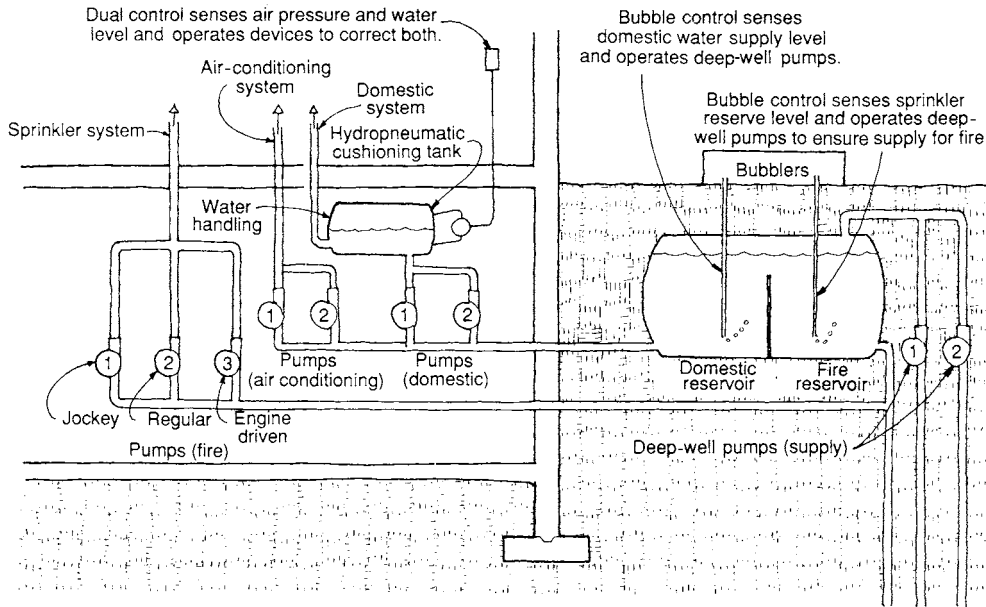 Dual control senses air pressure and water
level and operates devices to correct both.
Air-conditioning
system
Domestic
system
Sprinkler system
Hydropneumatic
cushioning tank
Water
handling
Bubble control senses
domestic water supply level
and operates deep-well pumps.
Bubble control senses sprinkler
reserve level and operates deep-
well pumps to ensure supply for fire
Bubblers
1
2
1
2
1
2
3
1
2
Pumps
(air conditioning)
Pumps
(domestic)
Domestic
reservoir
Fire
reservoir
Jockey
Regular
Engine
driven
Pumps (fire)
Deep-well pumps (supply)